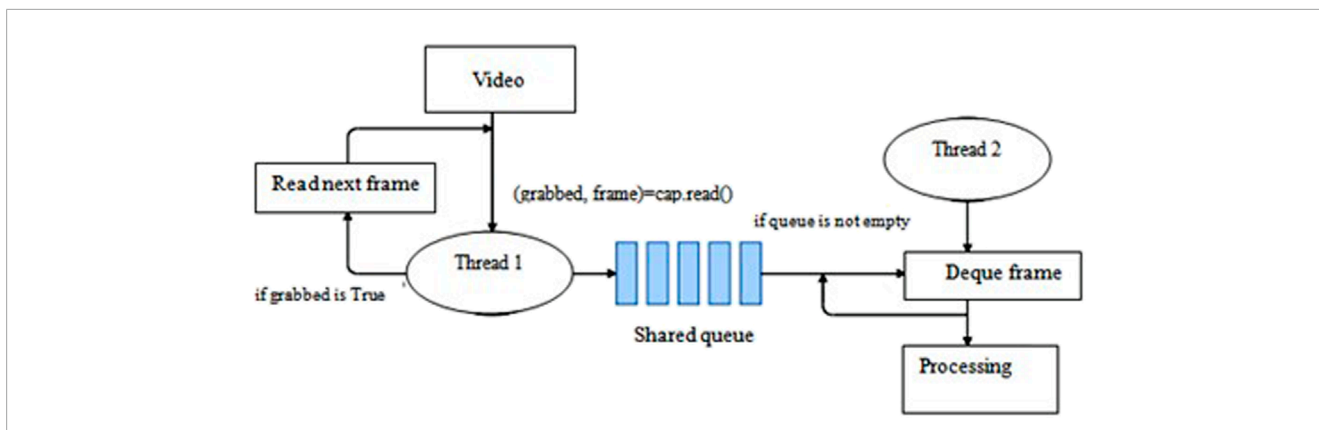 Video
Thread 2
Read next frame
(grabbed, frame)=cap.read()
if queue is not empty
Thread 1
Deque frame
if grabbed is True
Shared queue
Processing